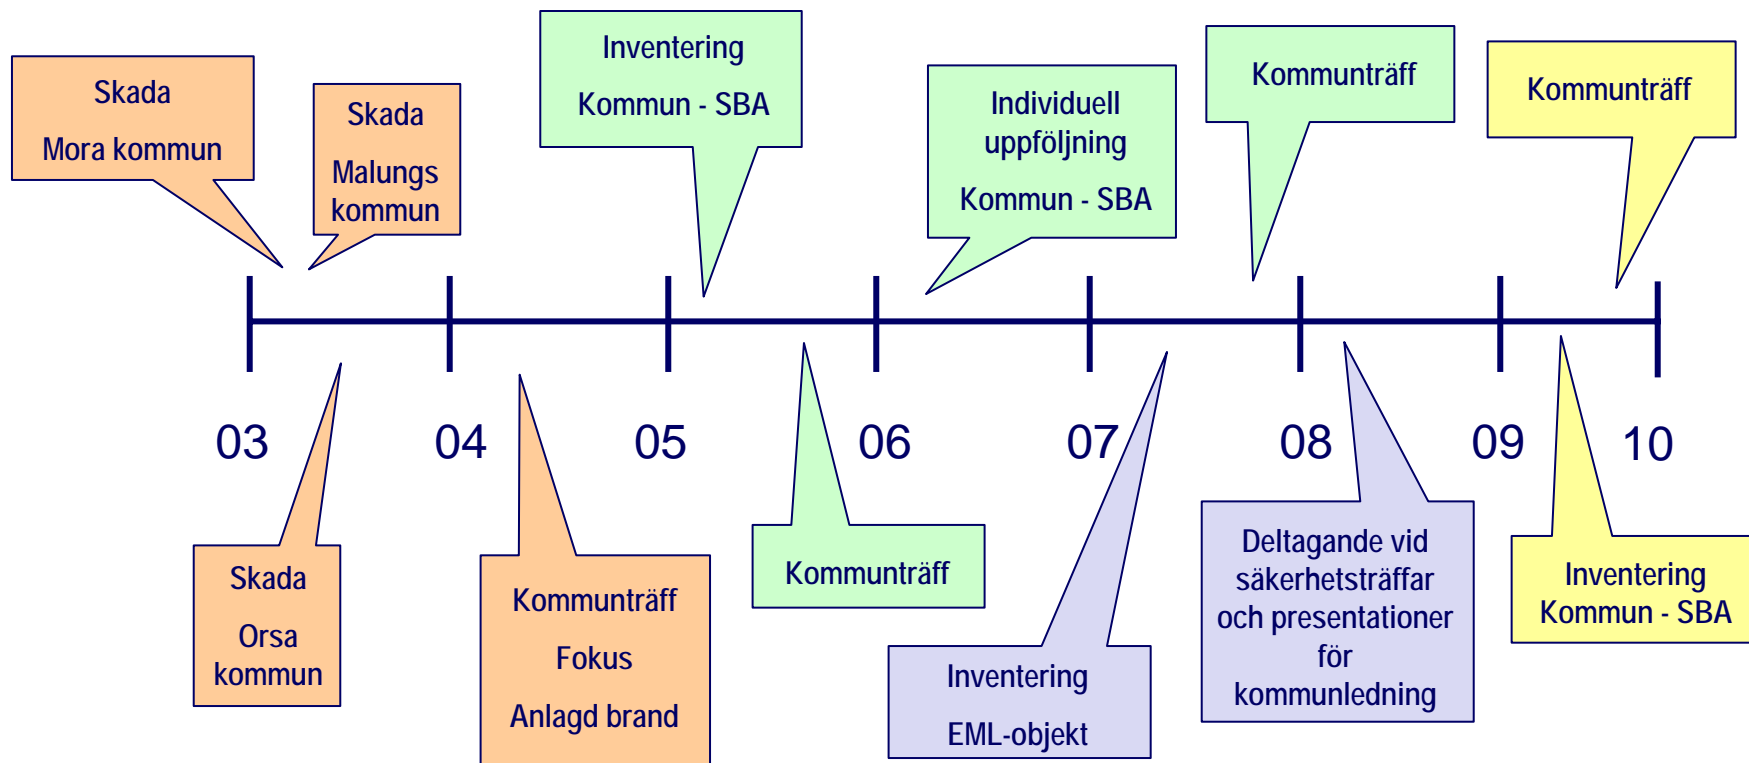 Skada
Mora kommun
Skada
Malungs
kommun
Inventering
Kommun - SBA
Individuell
uppföljning
Kommun - SBA
Kommunträff
Kommunträff
03
04
05
06
07
08
09
10
Skada
Orsa
kommun
Kommunträff
Fokus
Anlagd brand
Kommunträff
Inventering
EML-objekt
Deltagande vid
säkerhetsträffar
och presentationer
för
kommunledning
Inventering
Kommun - SBA